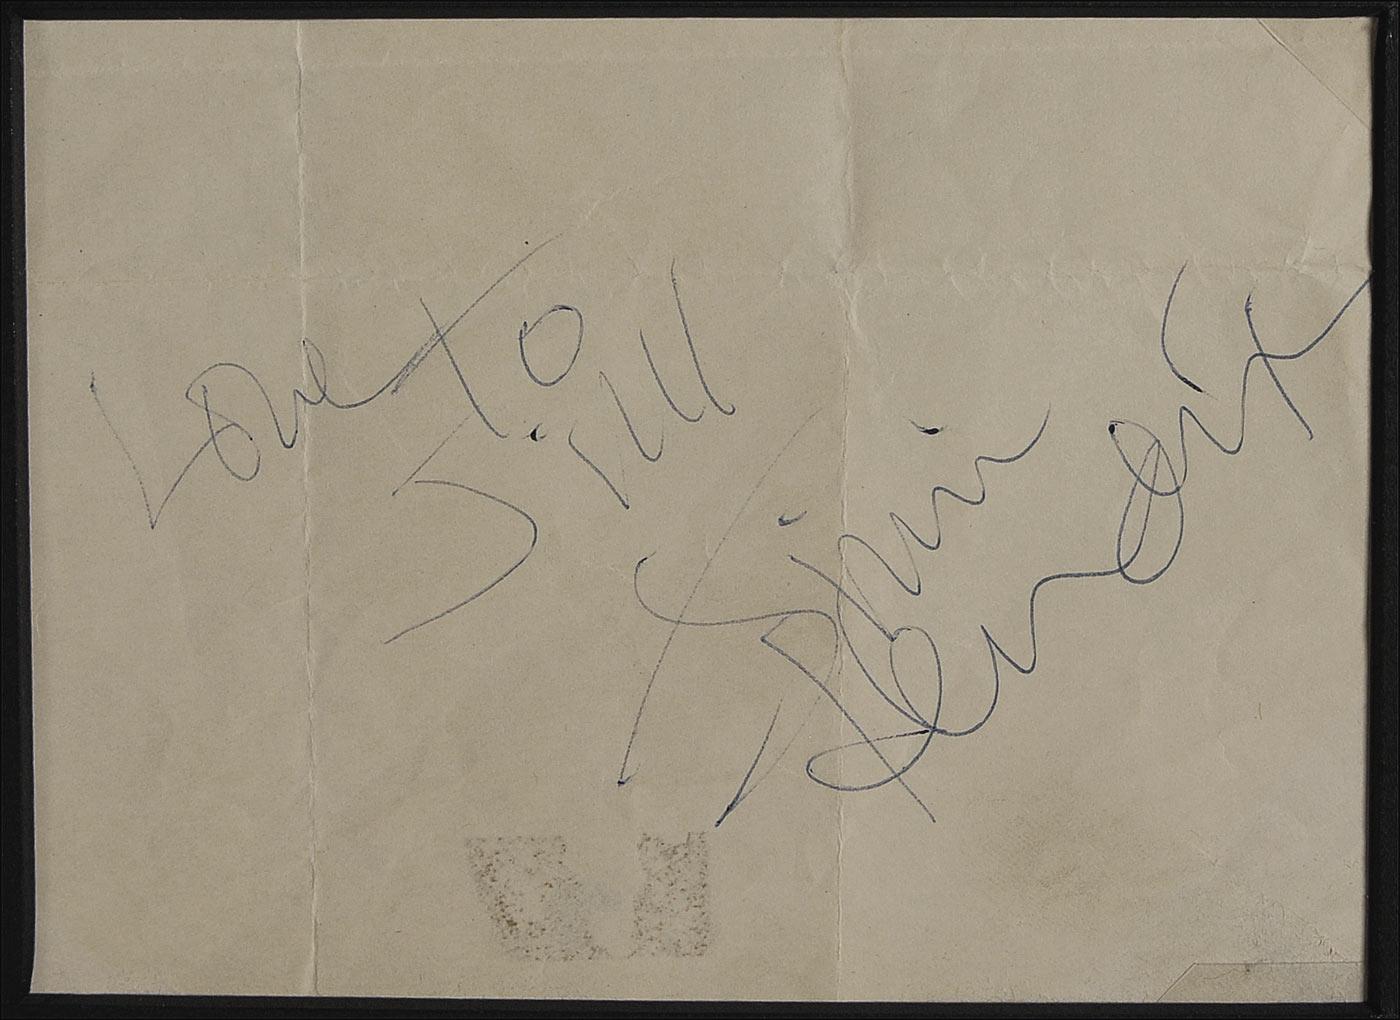 Love to
Jill
Jimi
Hendrix